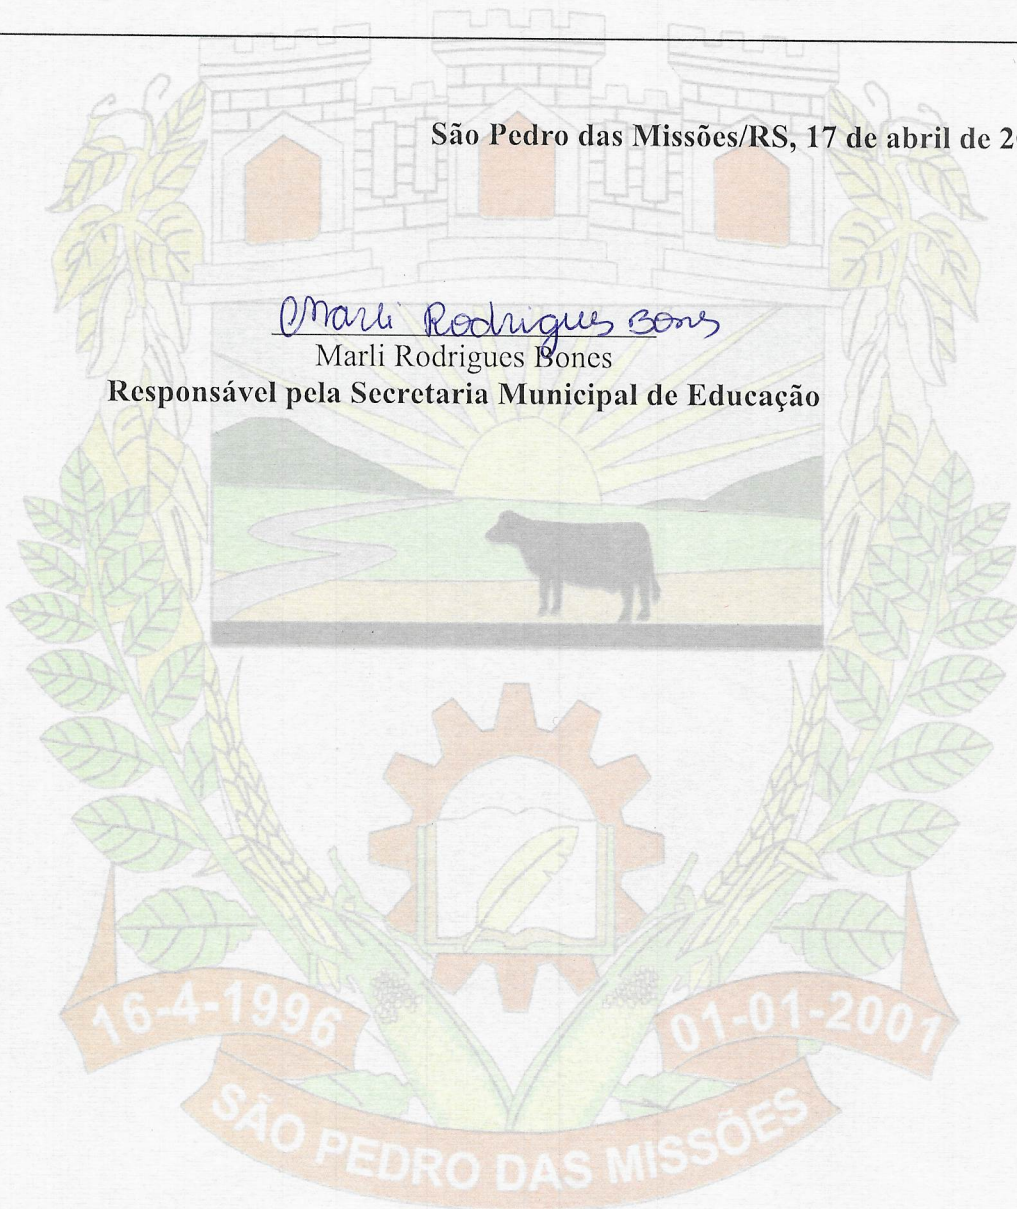 São Pedro das Missões/RS, 17 de abril de 2
Marli Rodrigues Bones
Marli Rodrigues Bones
Responsável pela Secretaria Municipal de Educação
16-4-1996
01-01-2001
SÃO PEDRO DAS MISSÕES